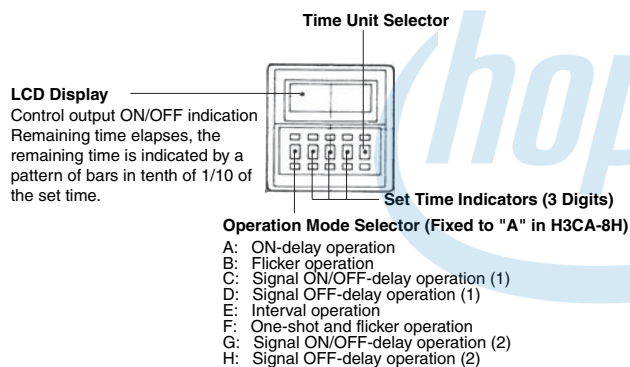 Time Unit Selector
LCD Display
Control output ON/OFF indication
Remaining time elapses, the
remaining time is indicated by a
pattern of bars in tenth of 1/10 of
the set time.
Set Time Indicators (3 Digits)
Operation Mode Selector (Fixed to "A" in H3CA-8H)
A: ON-delay operation
B: Flicker operation
C: Signal ON/OFF-delay operation (1)
D: Signal OFF-delay operation (1)
E: Interval operation
F: One-shot and flicker operation
G: Signal ON/OFF-delay operation (2)
H: Signal OFF-delay operation (2)